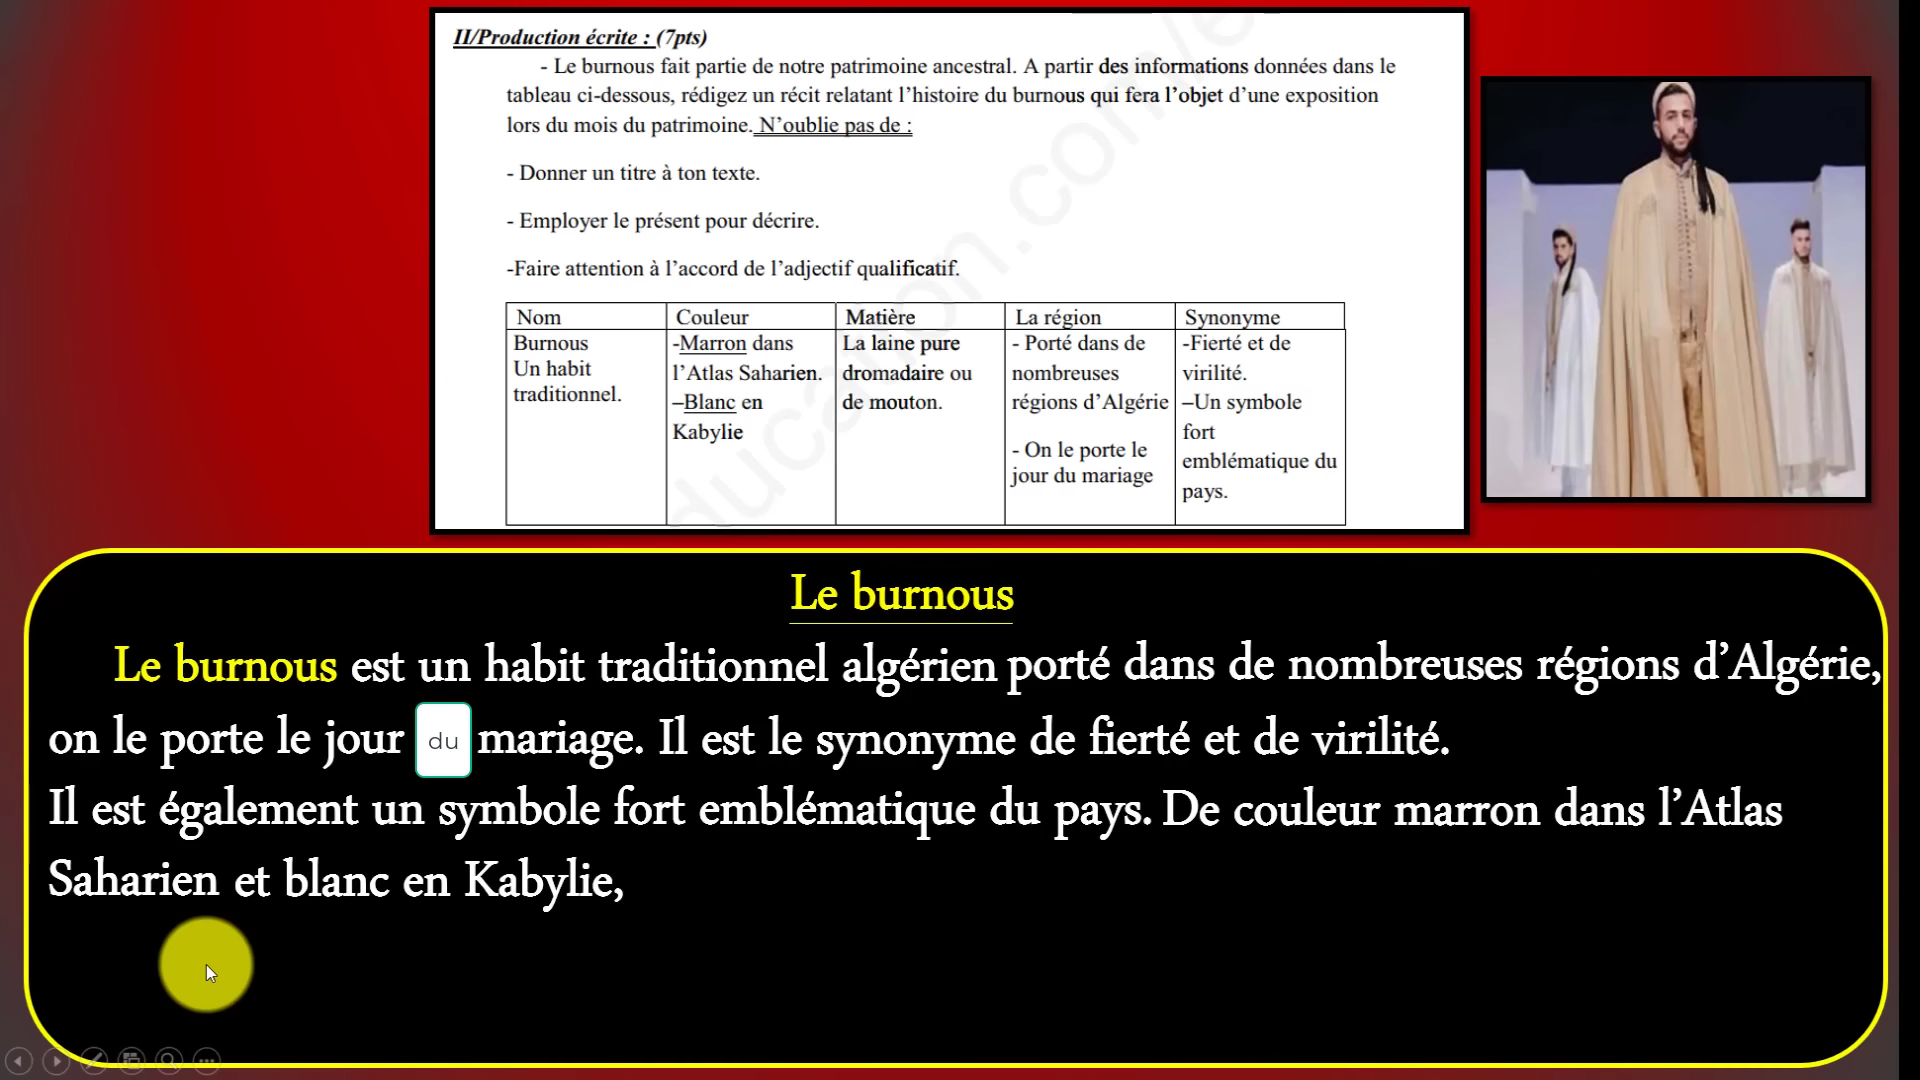 II/Production écrite : (7pts)
- Le burnous fait partie de notre patrimoine ancestral. A partir des informations données dans le
tableau ci-dessous, rédigez un récit relatant l’histoire du burnous qui fera l’objet d’une exposition
lors du mois du patrimoine. N’oublie pas de :
- Donner un titre à ton texte.
- Employer le présent pour décrire.
-Faire attention à l’accord de l’adjectif qualificatif.
Nom Couleur Matière La région Synonyme
Burnous
Un habit
traditionnel.
-Marron dans
l’Atlas Saharien.
–Blanc en
Kabylie
La laine pure
dromadaire ou
de mouton.
- Porté dans de
nombreuses
régions d’Algérie
- On le porte le
jour du mariage
-Fierté et de
virilité.
–Un symbole
fort
emblématique du
pays.
Le burnous
Le burnous est un habit traditionnel algérien porté dans de nombreuses régions d’Algérie,
on le porte le jour du mariage. Il est le synonyme de fierté et de virilité.
Il est également un symbole fort emblématique du pays. De couleur marron dans l’Atlas
Saharien et blanc en Kabylie,